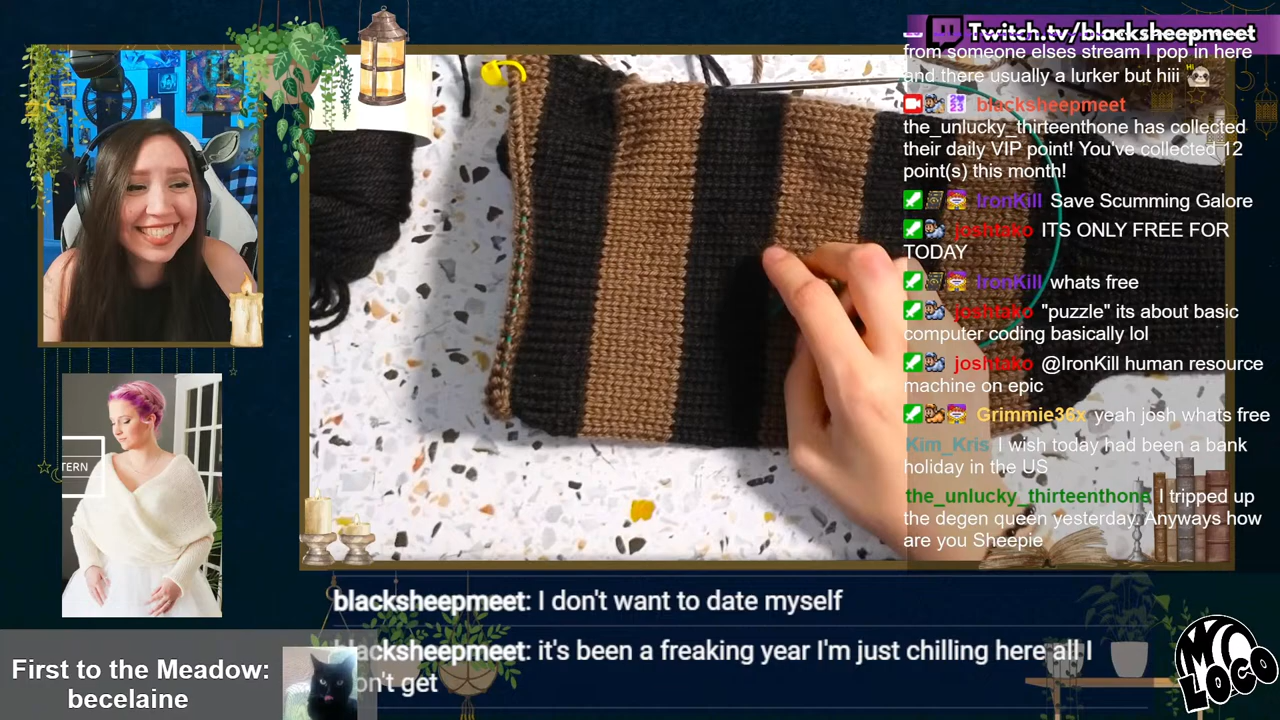 Twitch.tv/blacksheepmeet
from someone elses stream I pop in here
and there usually a lurker but hiii
blacksheepmeet
the_unlucky_thirteenthone has collected
their daily VIP point! You've collected 12
point(s) this month!
IronKill Save Scumming Galore
joshtako ITS ONLY FREE FOR
TODAY
IronKill whats free
joshtako "puzzle" its about basic
computer coding basically lol
joshtako @IronKill human resource
machine on epic
Grimmie36x yeah josh whats free
Kim_Kris I wish today had been a bank
holiday in the US
the_unlucky_thirteenthone I tripped up
the degen queen yesterday. Anyways how
are you Sheepie
TERN
blacksheepmeet: I don't want to date myself
blacksheepmeet: it's been a freaking year I'm just chilling here all I
don't get
First to the Meadow:
becelaine
MC
LOCO